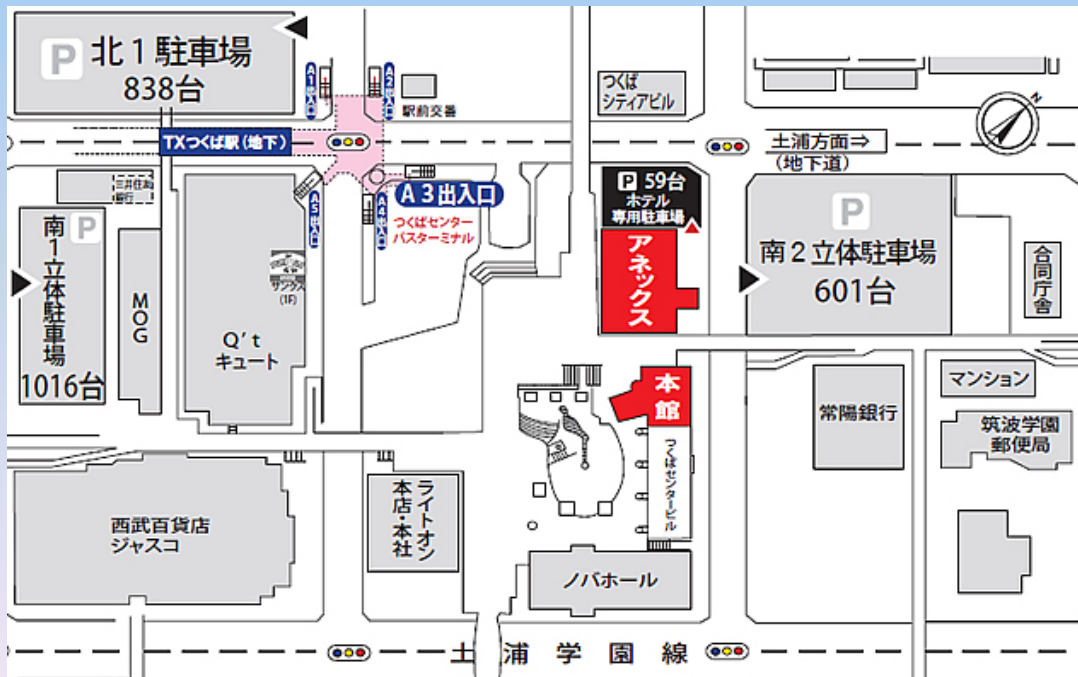 P 北1駐車場
838台
A1出入口
A2出入口
駅前交番
つくば
シティアビル
N
TXつくば駅(地下)
土浦方面⇒
(地下道)
三井住友
銀行
A5出入口
A4出入口
A3出入口
つくばセンター
バスターミナル
P 59台
ホテル
専用駐車場
アネックス
P
南2立体駐車場
601台
合同庁舎
P
南1立体駐車場
1016台
MOG
サンクス
(1F)
Q't
キュート
本館
つくばセンタービル
常陽銀行
マンション
筑波学園
郵便局
西武百貨店
ジャスコ
ライトオン
本店・本社
ノバホール
土浦学園線